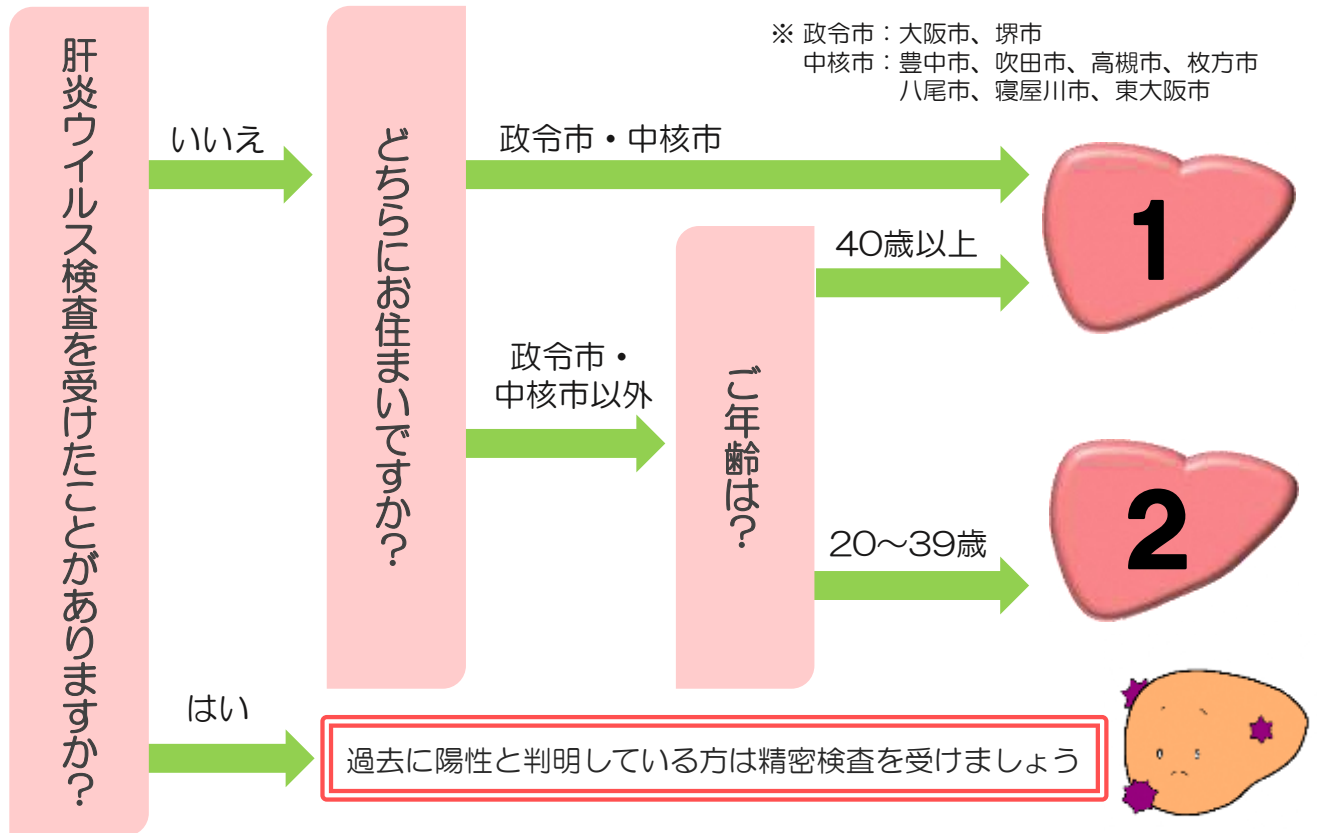 肝炎ウイルス検査を受けたことがありますか？
いいえ
どちらにお住まいですか？
※ 政令市：大阪市、堺市
中核市：豊中市、吹田市、高槻市、枚方市
八尾市、寝屋川市、東大阪市
政令市・中核市
1
政令市・
中核市以外
ご年齢は？
40歳以上
20～39歳
2
はい
過去に陽性と判明している方は精密検査を受けましょう